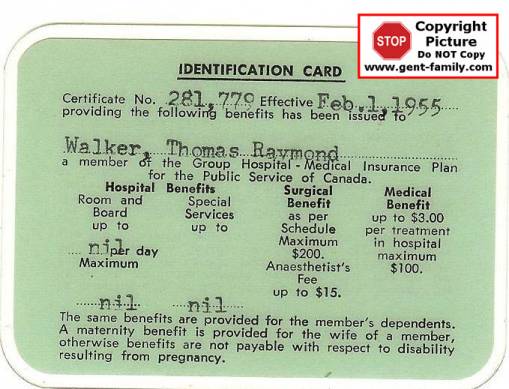 Copyright
Picture
Do NOT Copy
www.gent-family.com
STOP
IDENTIFICATION CARD
Certificate No. 281,779 Effective Feb.1,1955
providing the following benefits has been issued to
Walker, Thomas Raymond
a member of the Group Hospital-Medical Insurance Plan
for the Public Service of Canada.
Hospital Benefits
Room and
Board
up to
nil per day
Maximum
nil
Special
Services
up to
nil
Surgical
Benefit
as per
Schedule
Maximum
$200.
Anaesthetist's
Fee
up to $15.
Medical
Benefit
up to $3.00
per treatment
in hospital
maximum
$100.
The same benefits are provided for the member's dependents.
A maternity benefit is provided for the wife of a member,
otherwise benefits are not payable with respect to disability
resulting from pregnancy.